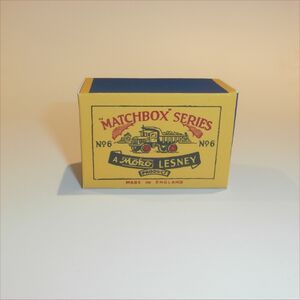 "MATCHBOX" SERIES
No6 No6
A Moko LESNEY
PRODUCT
MADE IN ENGLAND